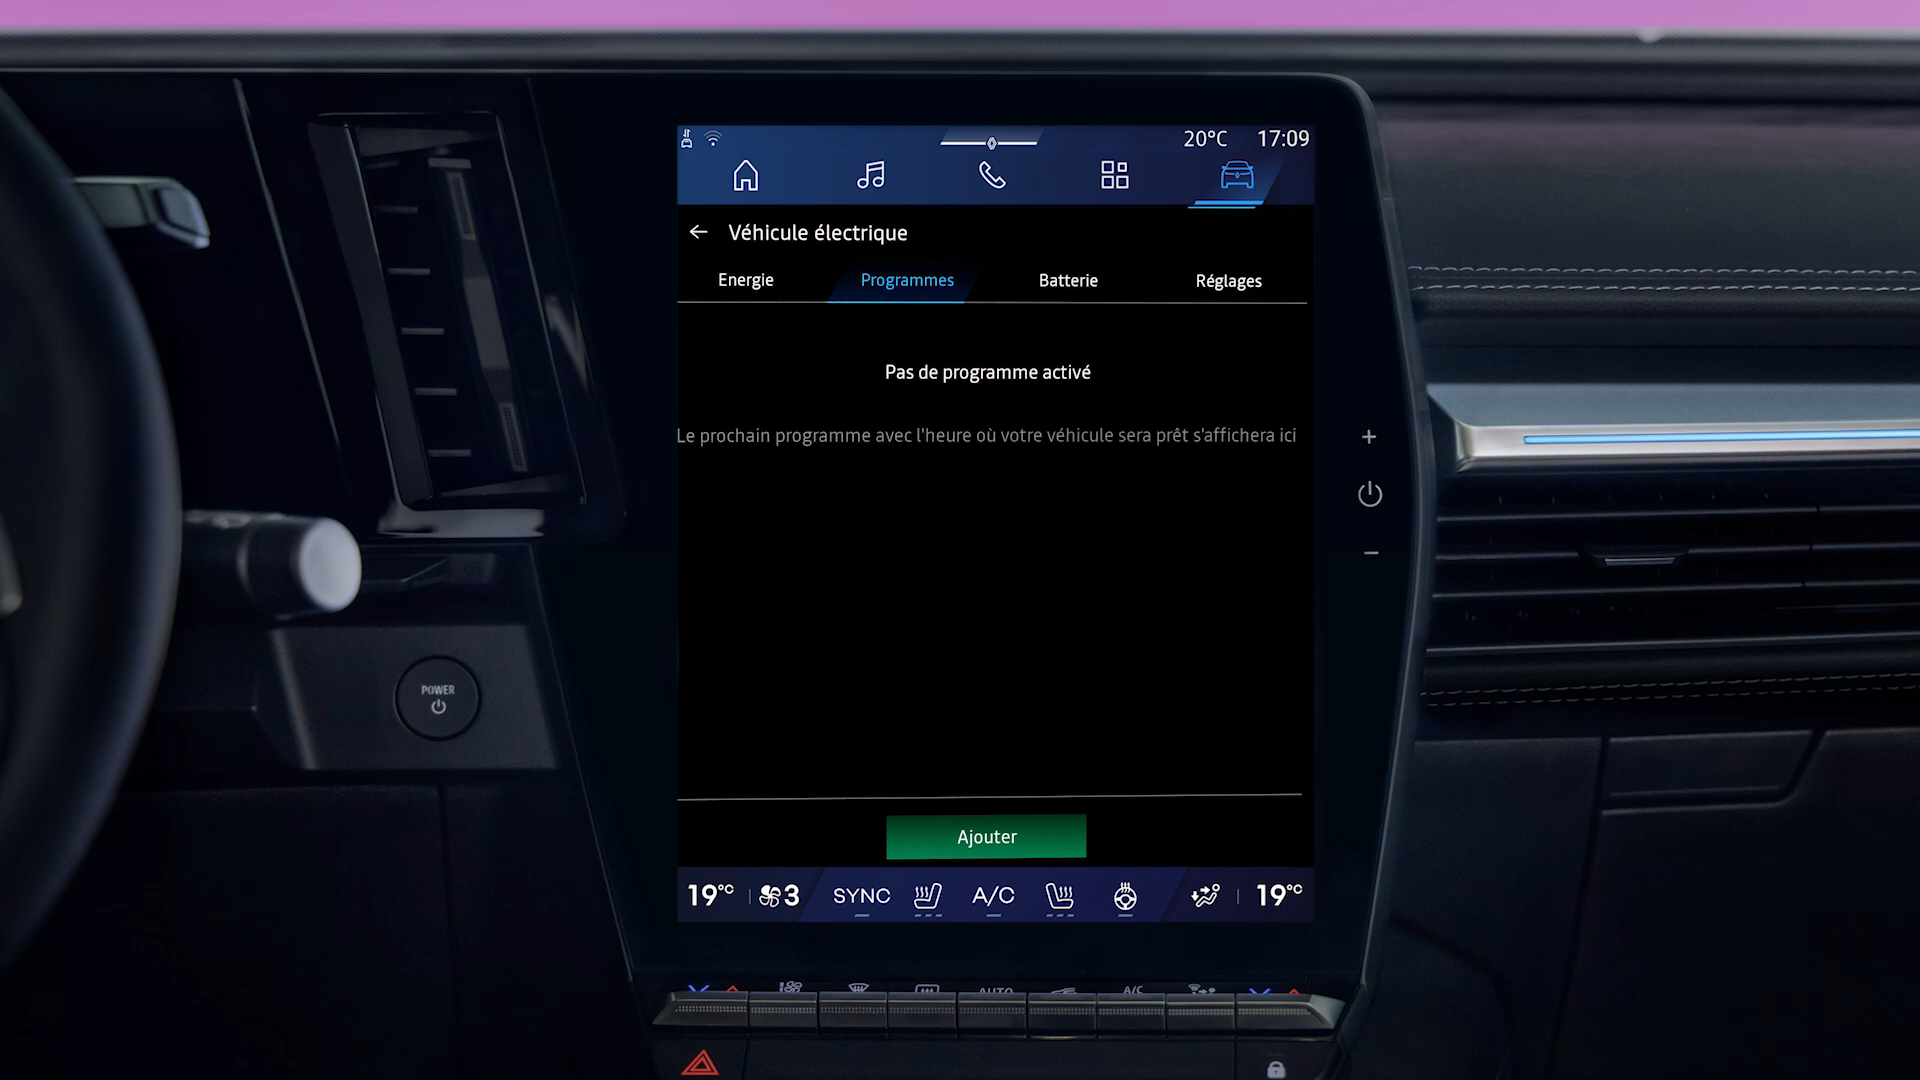 20°C 17:09
Véhicule électrique
Energie Programmes Batterie Réglages
Pas de programme activé
Le prochain programme avec l'heure où votre véhicule sera prêt s'affichera ici
Ajouter
19°C 3 SYNC A/C 19°C
POWER
AUTO A/C